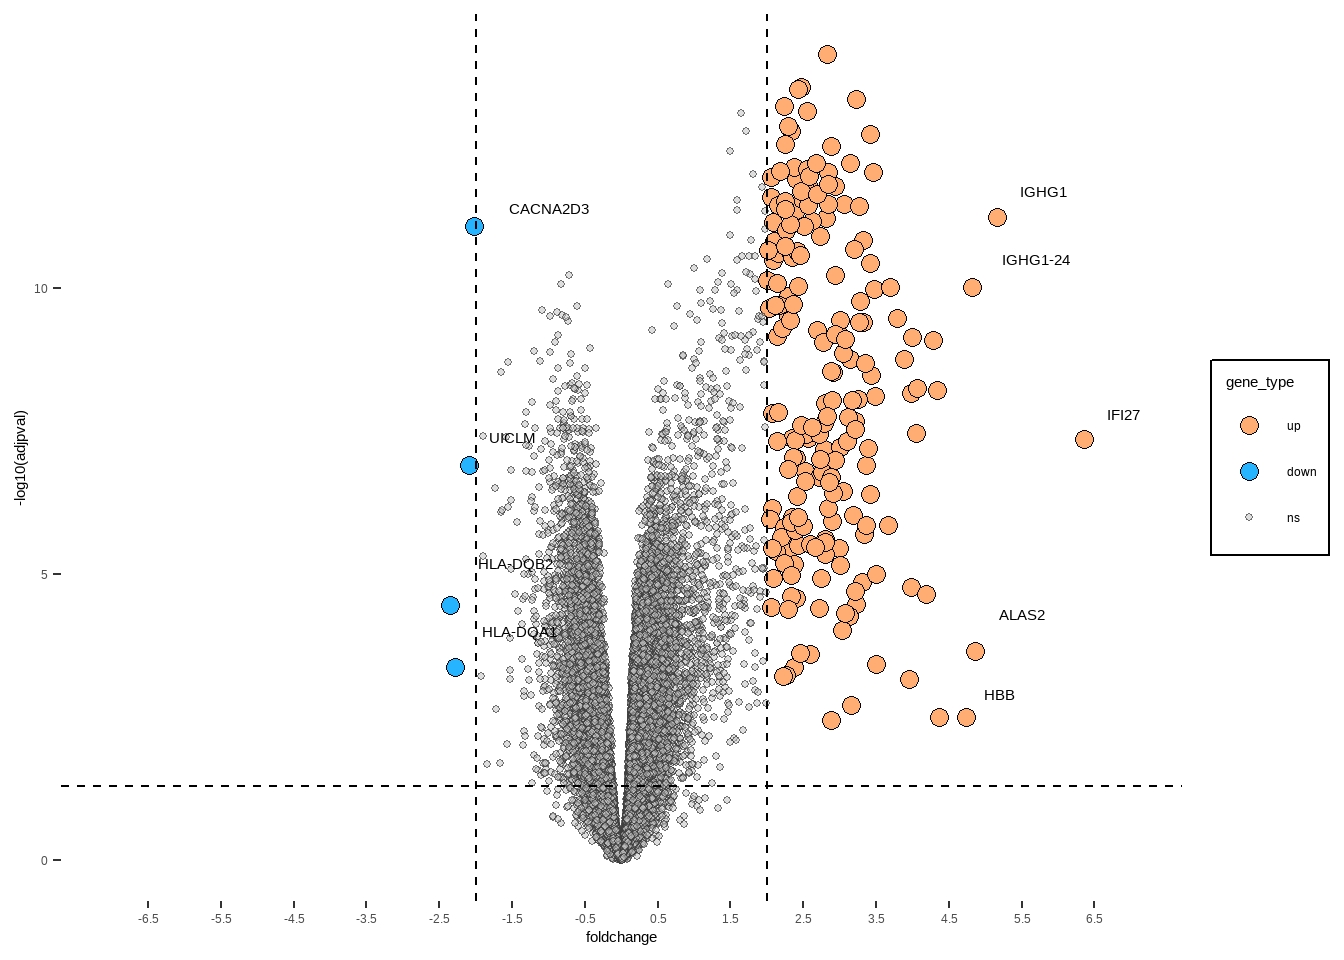 IGHG1
CACNA2D3
IGHG1-24
10
gene_type
IFI27
up
UICLM
down
ns
-log10(adjpval)
HLA-DQB2
5
ALAS2
HLA-DQA1
HBB
0
-6.5 -5.5 -4.5 -3.5 -2.5 -1.5 -0.5 0.5 1.5 2.5 3.5 4.5 5.5 6.5
foldchange